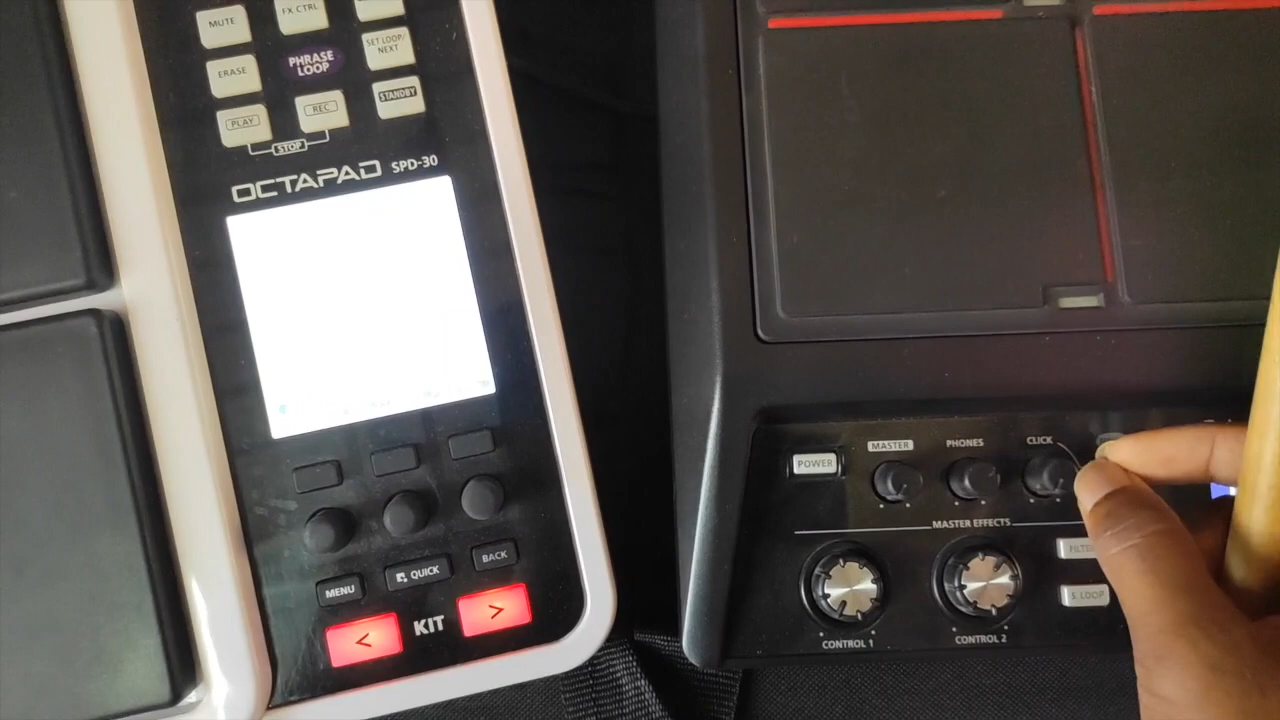 MUTE
FX CTRL
ERASE
PHRASE
LOOP
SET LOOP/
NEXT
PLAY
REC
STANDBY
STOP
OCTAPAD SPD-30
MENU
QUICK
BACK
<
KIT
>
POWER
MASTER
PHONES
CLICK
MASTER EFFECTS
S.LOOP
CONTROL 1
CONTROL 2